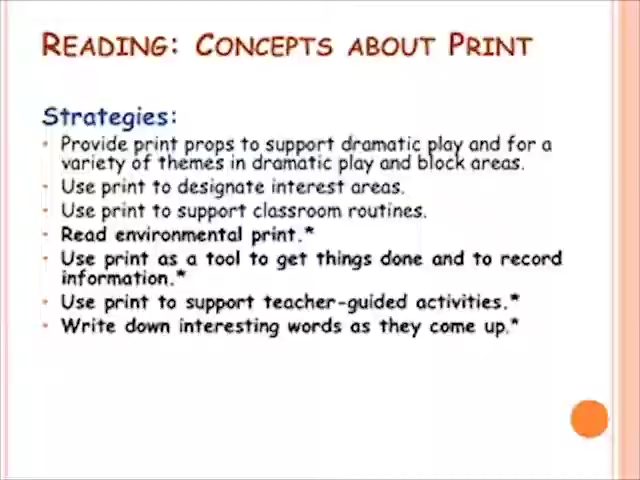 READING: CONCEPTS ABOUT PRINT
Strategies:
• Provide print props to support dramatic play and for a
variety of themes in dramatic play and block areas.
• Use print to designate interest areas.
• Use print to support classroom routines.
• Read environmental print.*
• Use print as a tool to get things done and to record
information.*
• Use print to support teacher-guided activities.*
• Write down interesting words as they come up.*